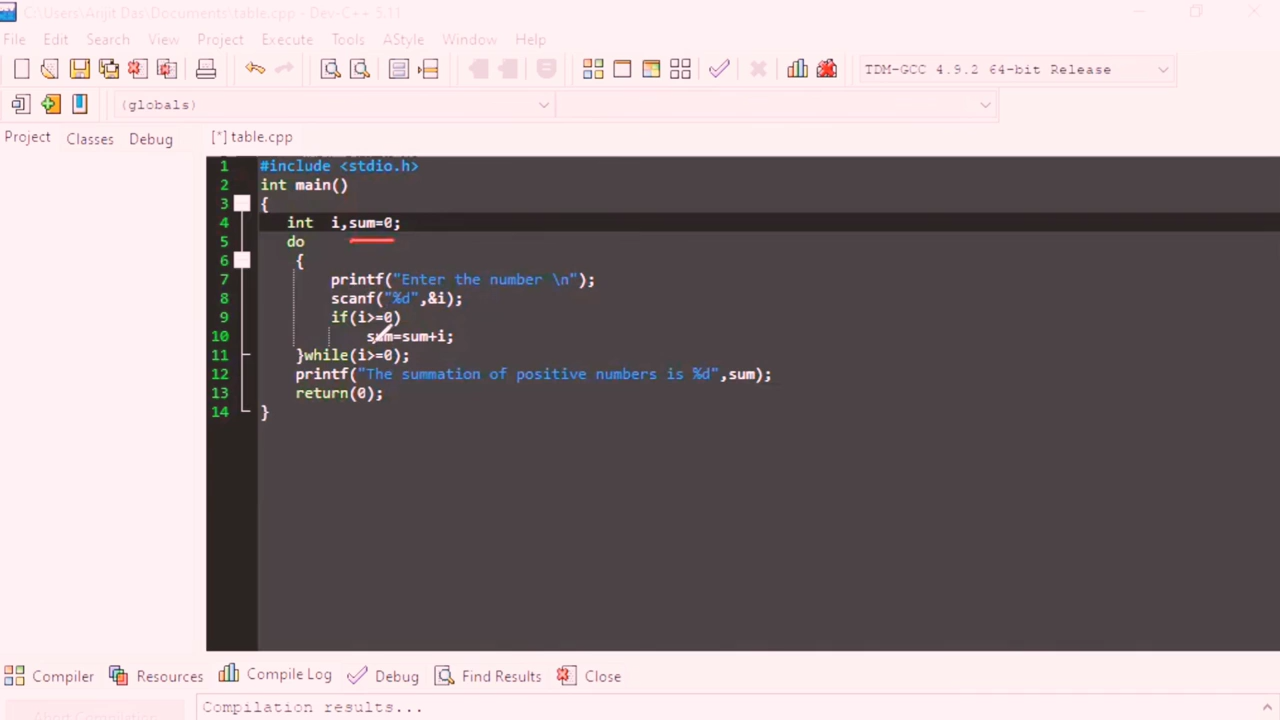 C:\Users\Arijit Das\Documents\table.cpp - Dev-C++ 5.11
File Edit Search View Project Execute Tools AStyle Window Help
TDM-GCC 4.9.2 64-bit Release
(globals)
Project Classes Debug [*] table.cpp
1 #include <stdio.h>
2 int main()
3 {
4 int i,sum=0;
5 do
6 {
7 printf("Enter the number \n");
8 scanf("%d",&i);
9 if(i>=0)
10 sum=sum+i;
11 }while(i>=0);
12 printf("The summation of positive numbers is %d",sum);
13 return(0);
14 }
Compiler Resources Compile Log Debug Find Results Close
Abort Compilation Compilation results...